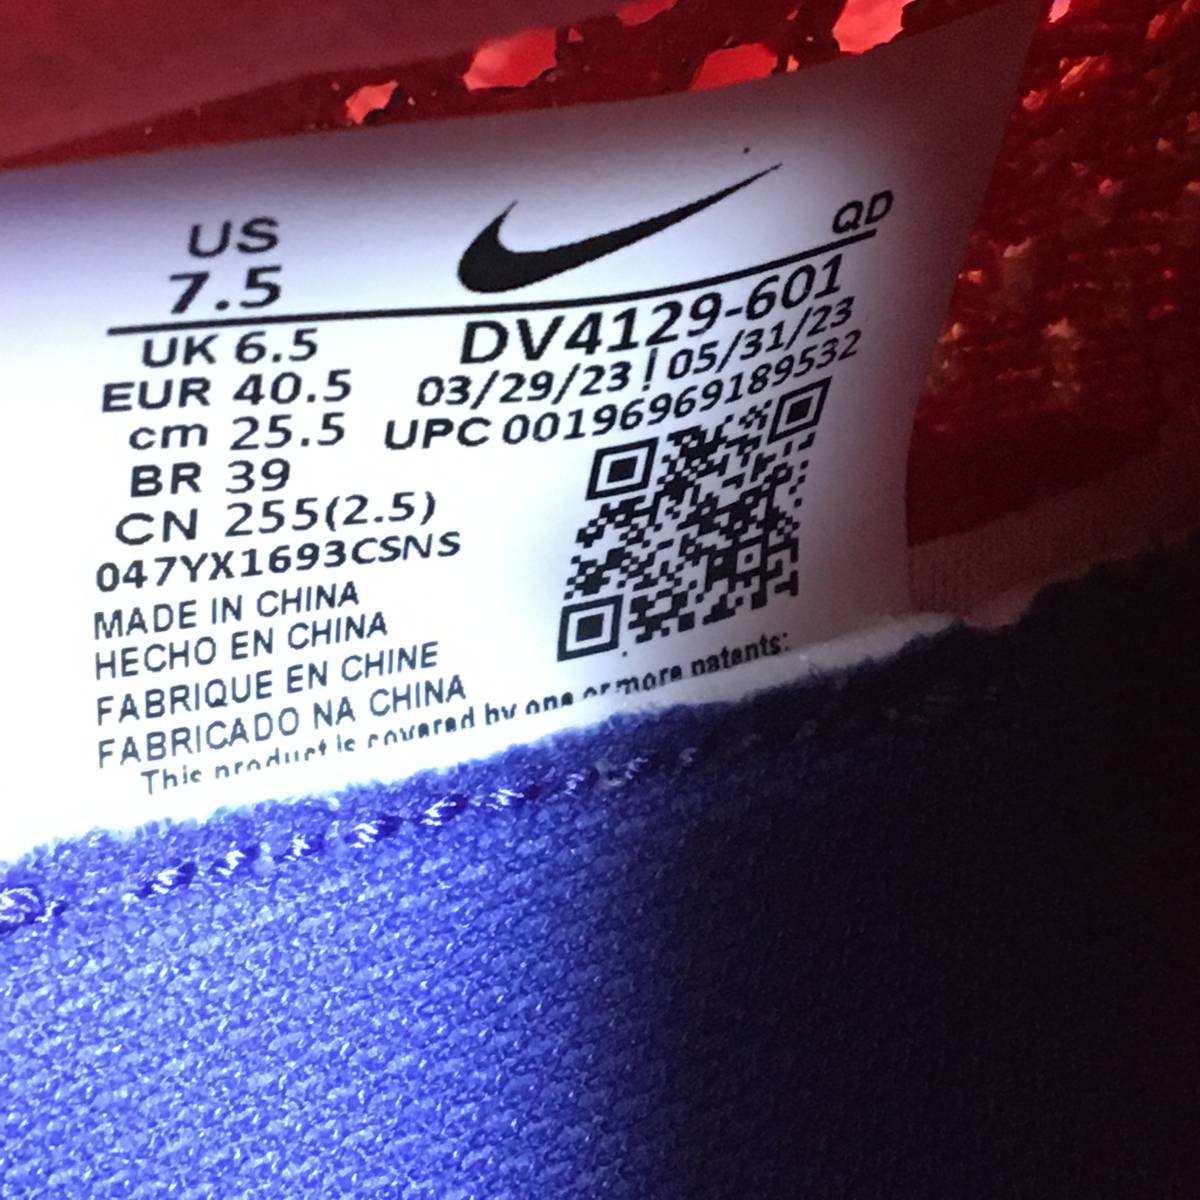 US
7.5
QD
UK 6.5
EUR 40.5
cm 25.5
BR 39
CN 255(2.5)
DV4129-601
03/29/23 ! 05/31/23
UPC 00196969189532
047YX1693CSNS
MADE IN CHINA
HECHO EN CHINA
FABRIQUE EN CHINE
FABRICADO NA CHINA
This product is covered by one or more patents: